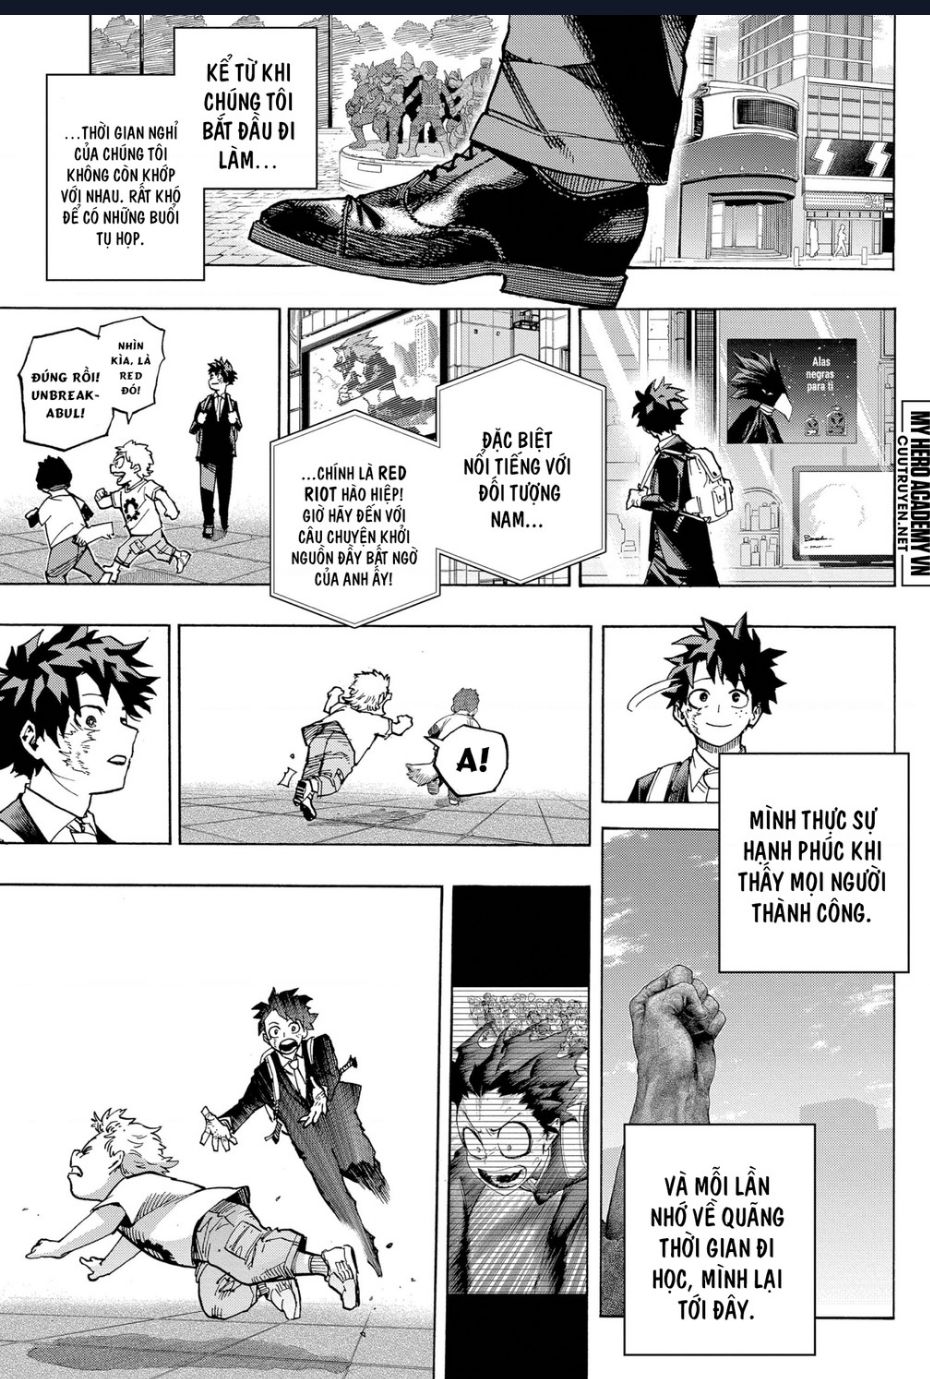 KỂ TỪ KHI
CHÚNG TÔI
BẮT ĐẦU ĐI
LÀM...
...THỜI GIAN NGHỈ
CỦA CHÚNG TÔI
KHÔNG CÒN KHỚP
VỚI NHAU. RẤT KHÓ
ĐỂ CÓ NHỮNG BUỔI
TỤ HỌP.
24
Alas
negras
para ti
ĐẶC BIỆT
NỔI TIẾNG VỚI
ĐỐI TƯỢNG
NAM...
...CHÍNH LÀ RED
RIOT HÀO HIỆP!
GIỜ HÃY ĐẾN VỚI
CÂU CHUYỆN KHỞI
NGUỒN ĐẦY BẤT NGỜ
CỦA ANH ẤY!
NHÌN
KÌA, LÀ
RED
ĐÓ!
ĐÚNG RỒI!
UNBREAK-
ABUL!
MY HERO ACADEMY VN
CUUTRUYEN.NET
MÌNH THỰC SỰ
HẠNH PHÚC KHI
THẤY MỌI NGƯỜI
THÀNH CÔNG.
A!
VÀ MỖI LẦN
NHỚ VỀ QUÃNG
THỜI GIAN ĐI
HỌC, MÌNH LẠI
TỚI ĐÂY.